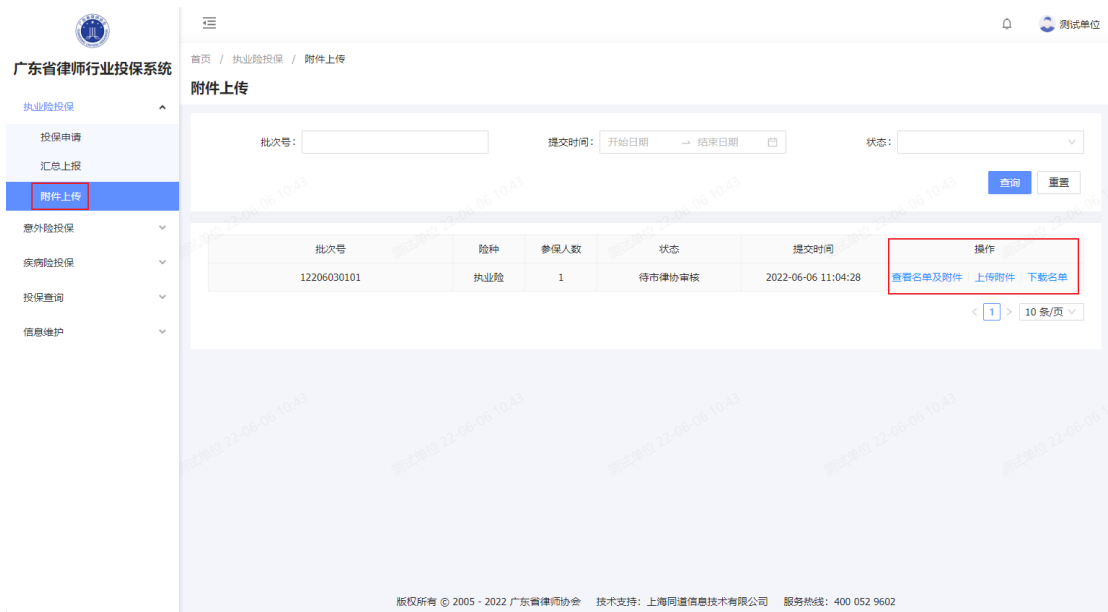 测试单位
广东省律师行业投保系统
首页 / 执业险投保 / 附件上传
附件上传
执业险投保
投保申请
汇总上报
附件上传
意外险投保
疾病险投保
投保查询
信息维护
批次号： 提交时间： 开始日期 → 结束日期 状态：
查询 重置
批次号 险种 参保人数 状态 提交时间 操作
12206030101 执业险 1 待市律协审核 2022-06-06 11:04:28 查看名单及附件 上传附件 下载名单
< 1 > 10 条/页
测试单位 22-06-06 10:43
版权所有 © 2005 - 2022 广东省律师协会 技术支持：上海同道信息技术有限公司 服务热线：400 052 9602